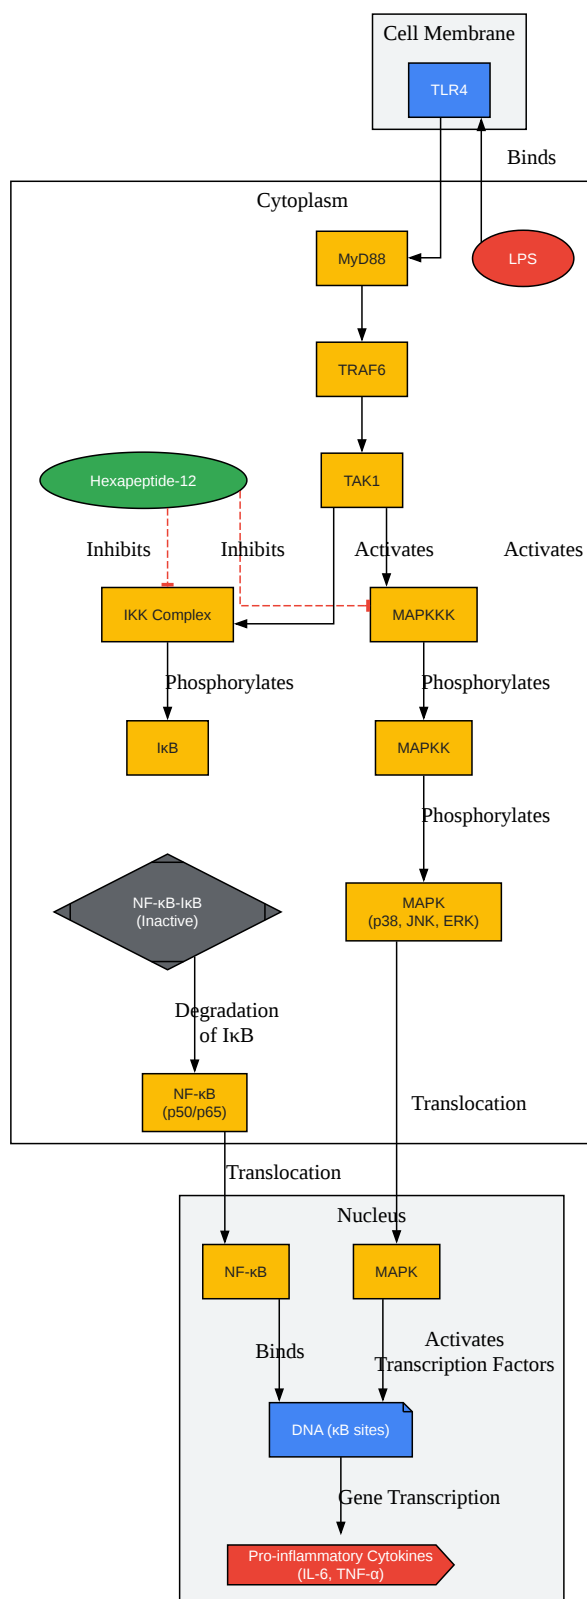 Cell Membrane
TLR4
Binds
Cytoplasm
MyD88
LPS
TRAF6
Hexapeptide-12
TAK1
Inhibits
Inhibits
Activates
Activates
IKK Complex
MAPKKK
Phosphorylates
Phosphorylates
IκB
MAPKK
Phosphorylates
NF-κB-IκB
(Inactive)
MAPK
(p38, JNK, ERK)
Degradation
of IκB
NF-κB
(p50/p65)
Translocation
Translocation
Nucleus
NF-κB
MAPK
Binds
Activates
Transcription Factors
DNA (κB sites)
Gene Transcription
Pro-inflammatory Cytokines
(IL-6, TNF-α)